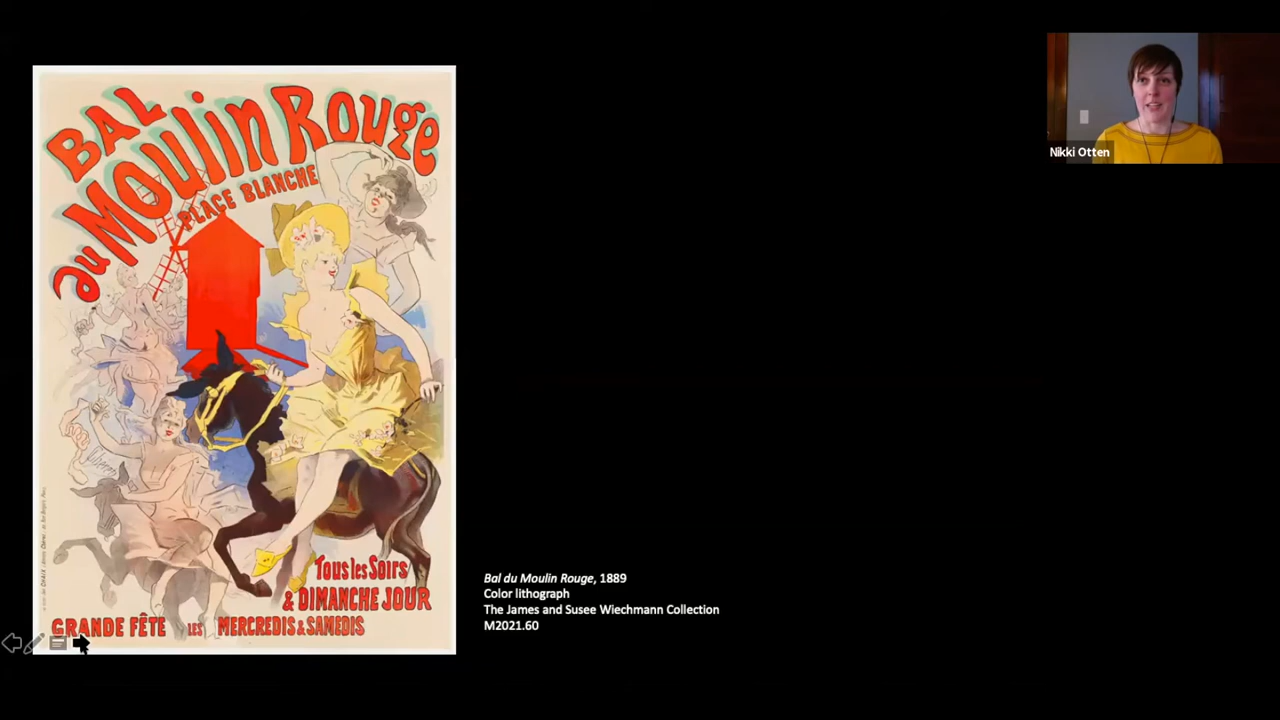 BAL
au MOULIN ROUGE
PLACE BLANCHE
TOUS les SOIRS
& DIMANCHE JOUR
GRANDE FÊTE LES MERCREDIS & SAMEDIS
Bal du Moulin Rouge, 1889
Color lithograph
The James and Susee Wiechmann Collection
M2021.60
Nikki Otten